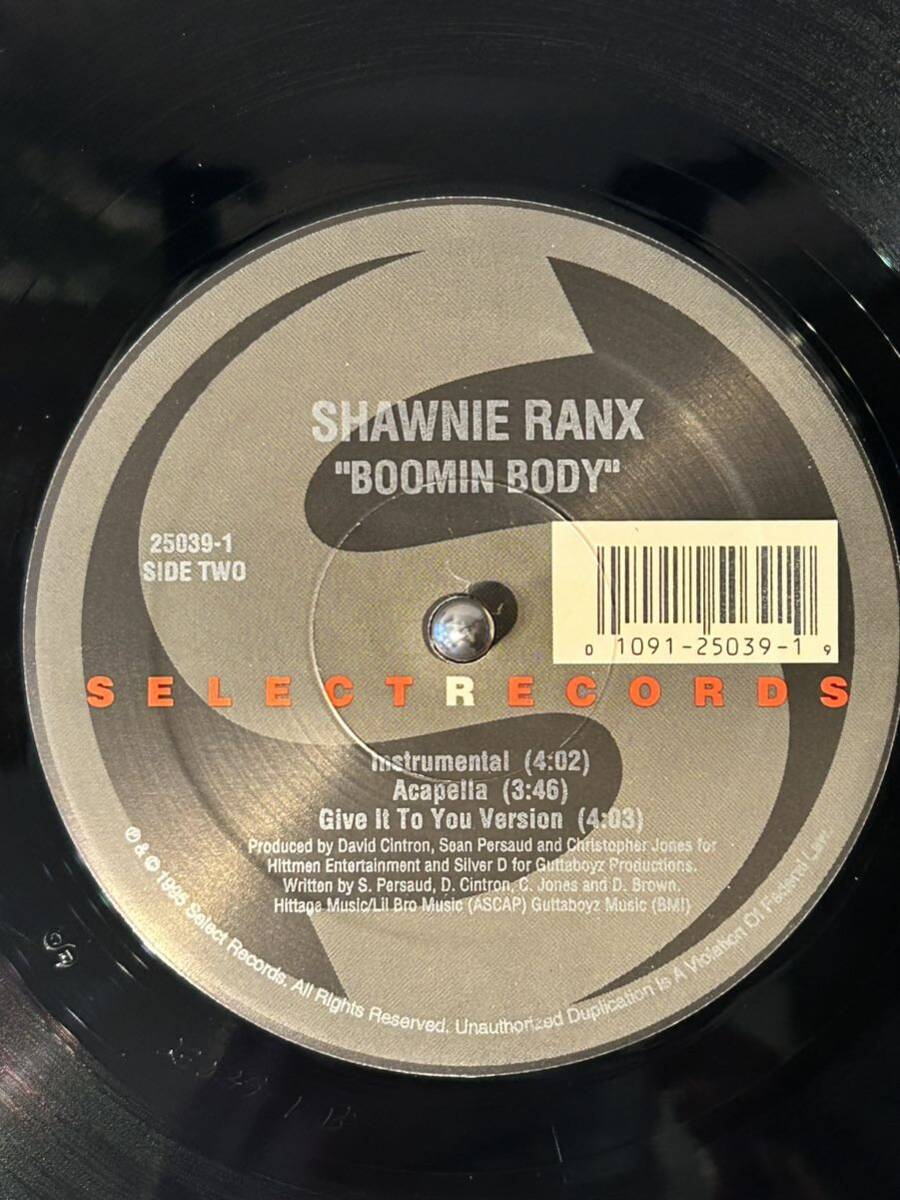 SHAWNIE RANX
"BOOMIN BODY"
25039-1
SIDE TWO
0 1091-25039-1 9
SELECTRECORDS
Instrumental (4:02)
Acapella (3:46)
Give It To You Version (4:03)
Produced by David Cintron, Sean Persaud and Christopher Jones for
Hittmen Entertainment and Silver D for Guttaboyz Productions.
Written by S. Persaud, D. Cintron, C. Jones and D. Brown.
Hittage Music/Lil Bro Music (ASCAP) Guttaboyz Music (BMI)
℗ & © 1995 Select Records. All Rights Reserved. Unauthorized Duplication Is A Violation Of Federal Law